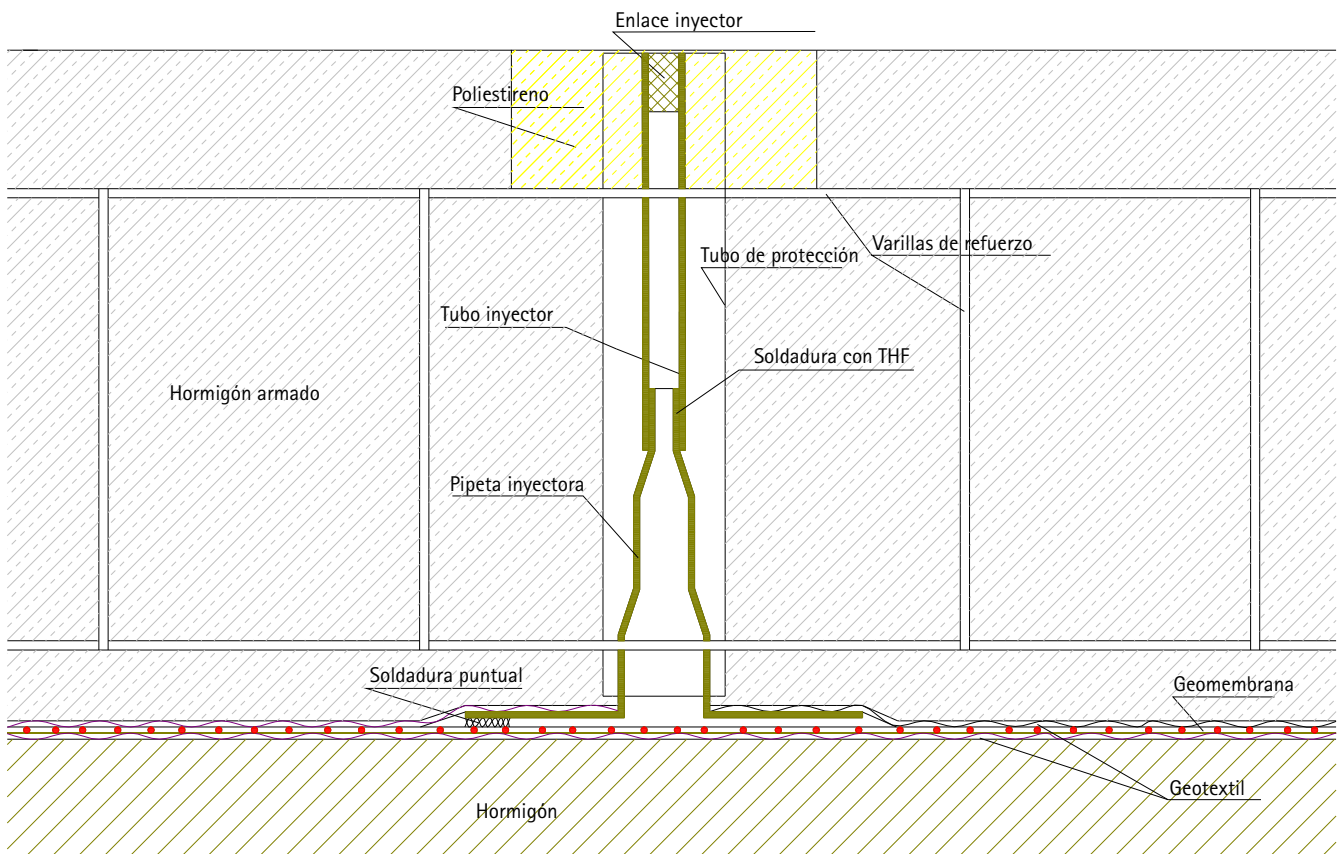 Enlace inyector
Poliestireno
Varillas de refuerzo
Tubo de protección
Tubo inyector
Soldadura con THF
Hormigón armado
Pipeta inyectora
Soldadura puntual
Geomembrana
Geotextil
Hormigón